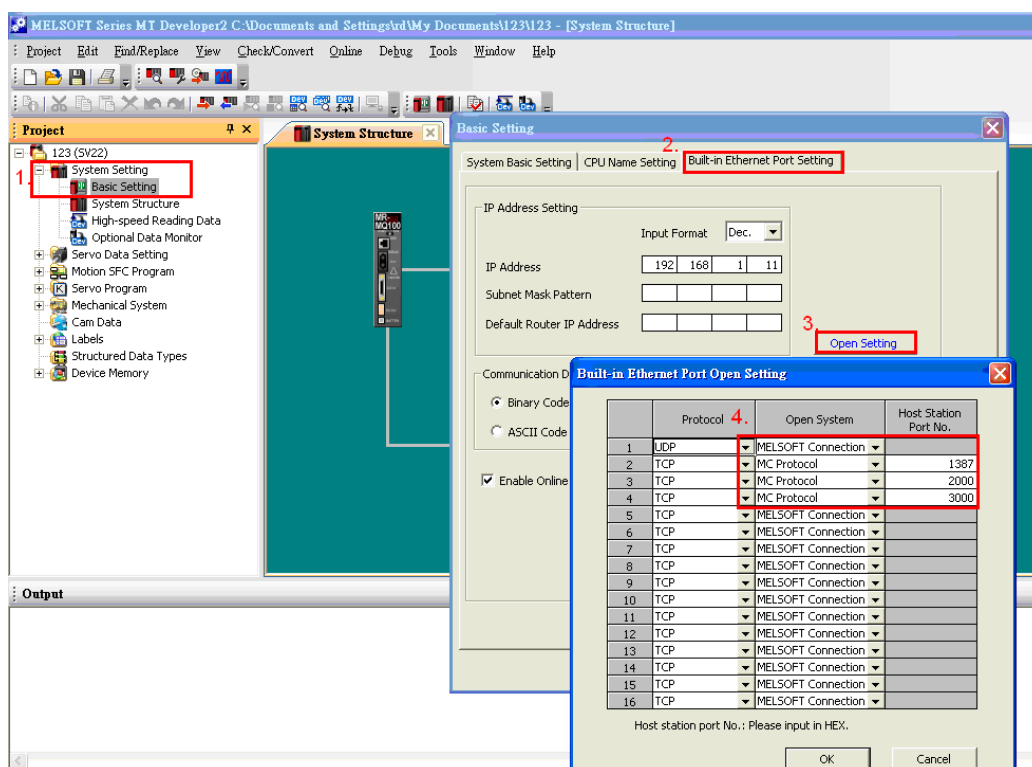 MELSOFT Series MT Developer2 C:\Documents and Settings\rd\My Documents\123\123 - [System Structure]
Project Edit Find/Replace View Check/Convert Online Debug Tools Window Help
Project
System Structure
123 (SV22)
1.
System Setting
Basic Setting
System Structure
High-speed Reading Data
Optional Data Monitor
Servo Data Setting
Motion SFC Program
Servo Program
Mechanical System
Cam Data
Labels
Structured Data Types
Device Memory
MR-
MQ100
Basic Setting
2.
System Basic Setting CPU Name Setting Built-in Ethernet Port Setting
IP Address Setting
Input Format Dec.
IP Address 192 168 1 11
Subnet Mask Pattern
Default Router IP Address
3.
Open Setting
Communication D
Binary Code
ASCII Code
Enable Online
Built-in Ethernet Port Open Setting
4.
Protocol Open System Host Station Port No.
1 UDP MELSOFT Connection
2 TCP MC Protocol 1387
3 TCP MC Protocol 2000
4 TCP MC Protocol 3000
5 TCP MELSOFT Connection
6 TCP MELSOFT Connection
7 TCP MELSOFT Connection
8 TCP MELSOFT Connection
9 TCP MELSOFT Connection
10 TCP MELSOFT Connection
11 TCP MELSOFT Connection
12 TCP MELSOFT Connection
13 TCP MELSOFT Connection
14 TCP MELSOFT Connection
15 TCP MELSOFT Connection
16 TCP MELSOFT Connection
Host station port No.: Please input in HEX.
OK Cancel
Output